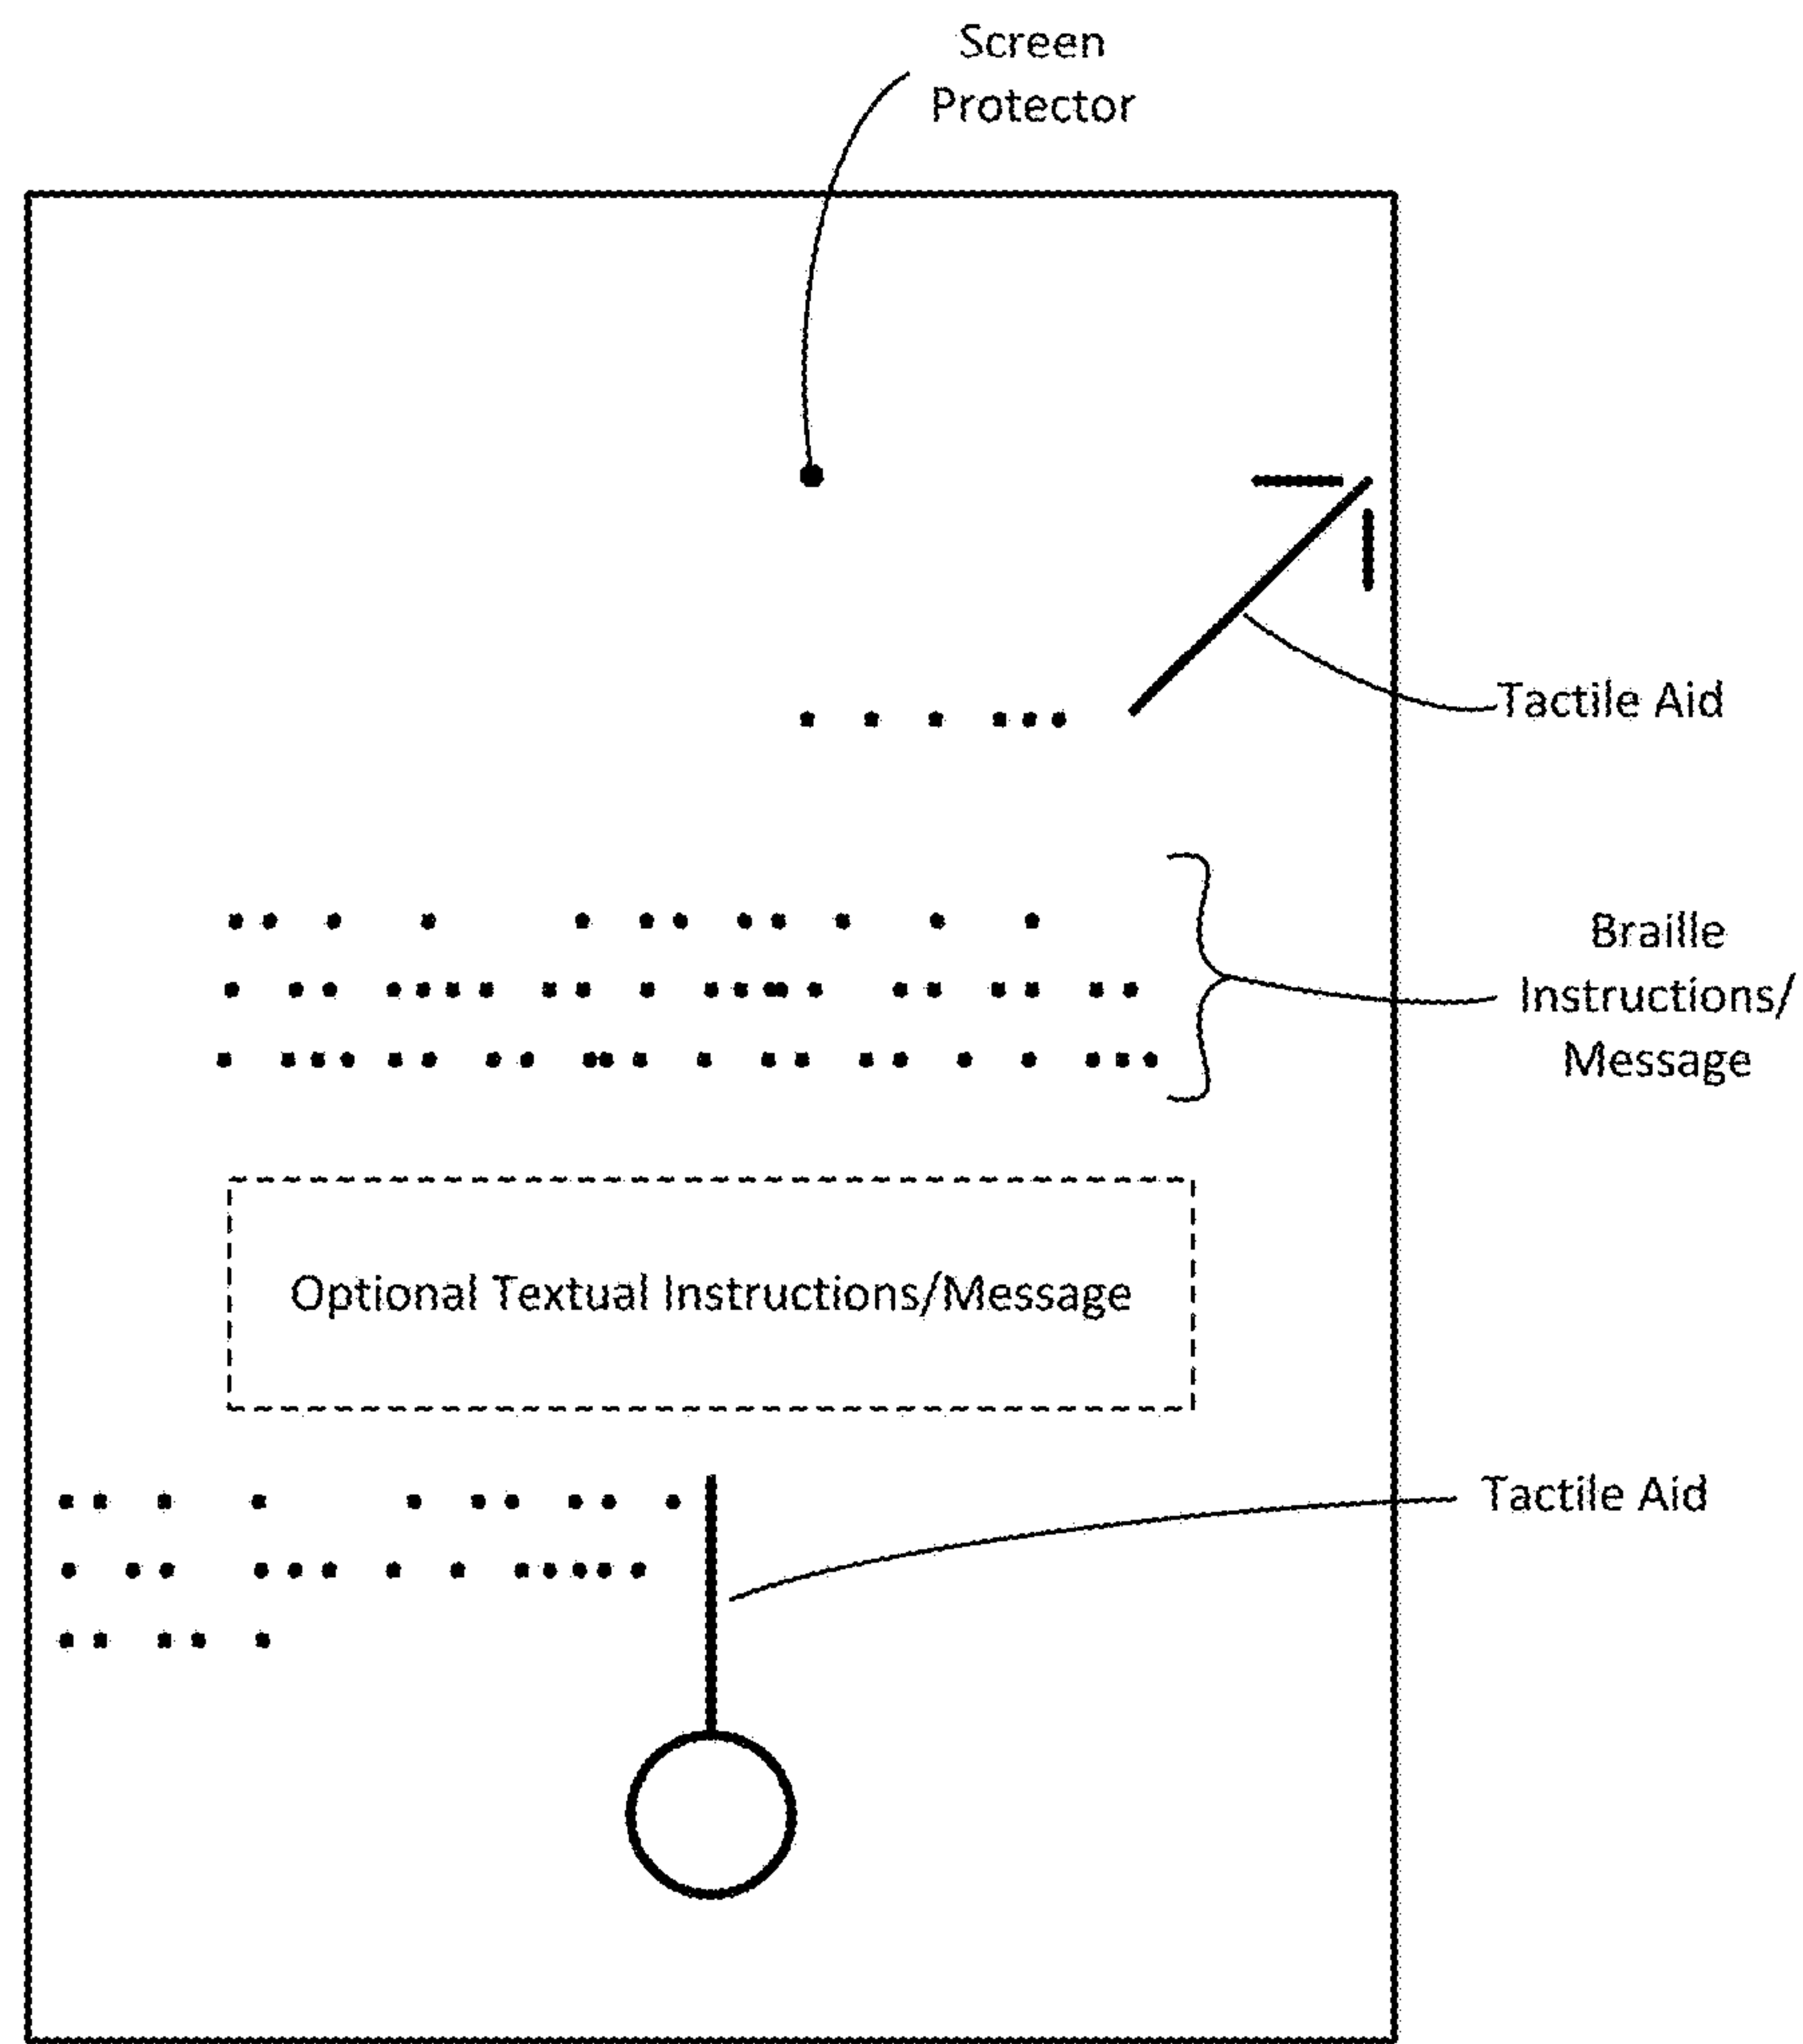 Screen
Protector
Tactile Aid
Braille
Instructions/
Message
Optional Textual Instructions/Message
Tactile Aid